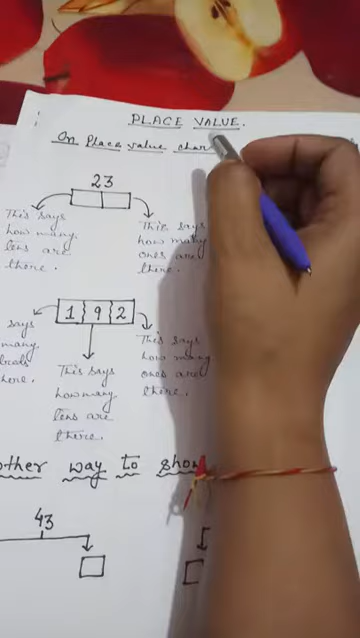 PLACE VALUE.
On Place value
23
This says
how many
tens are
there.
This says
how many
ones are
there.
1 9 2
says
many
here.
This says
how many
tens are
there.
This says
how many
ones are
there.
other way to show
43